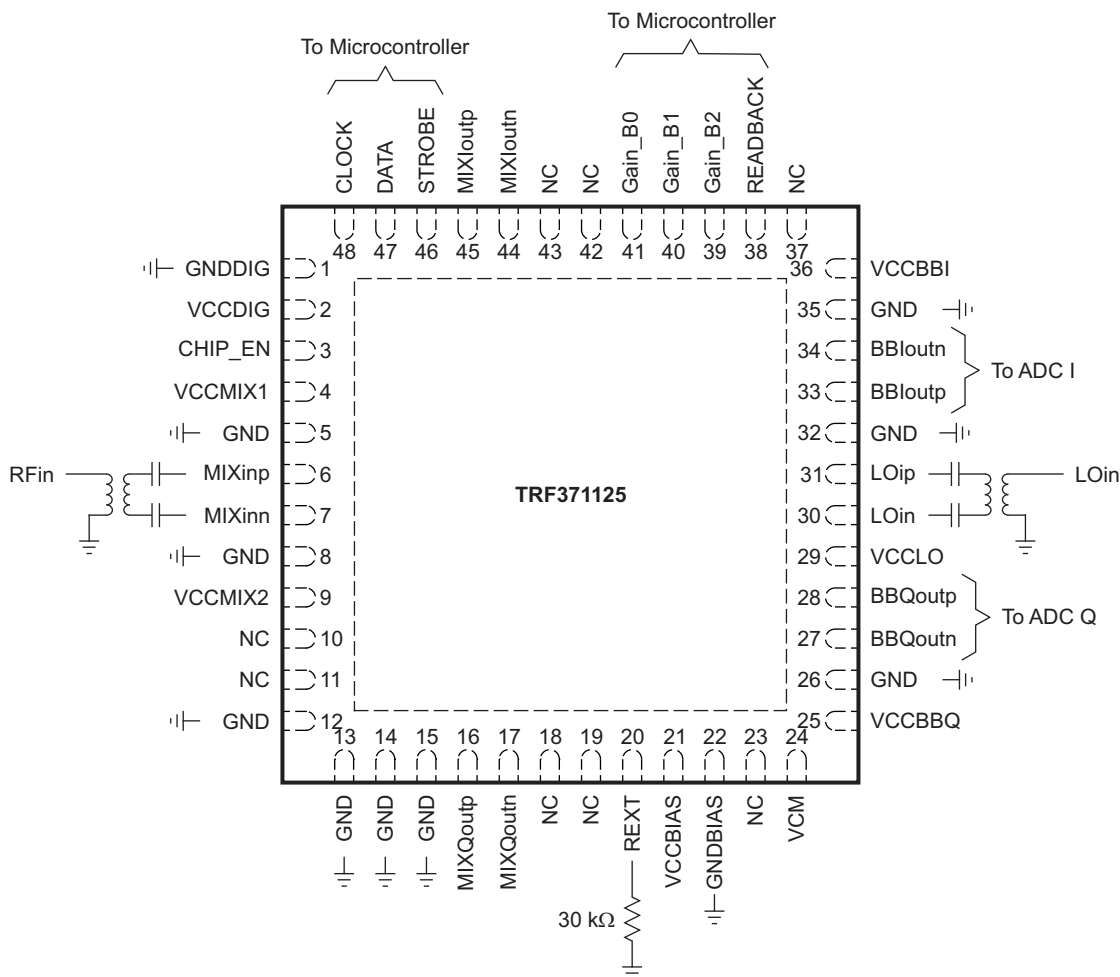 To Microcontroller
To Microcontroller
CLOCK
DATA
STROBE
MIXIoutp
MIXIoutn
NC
NC
Gain_B0
Gain_B1
Gain_B2
READBACK
NC
48 47 46 45 44 43 42 41 40 39 38 37
GNDDIG 1
36 VCCBBI
VCCDIG 2
35 GND
CHIP_EN 3
34 BBIoutn
VCCMIX1 4
33 BBIoutp
To ADC I
GND 5
32 GND
RFin
MIXinp 6
31 LOip
LOin
TRF371125
MIXinn 7
30 LOin
GND 8
29 VCCLO
VCCMIX2 9
28 BBQoutp
To ADC Q
NC 10
27 BBQoutn
NC 11
26 GND
GND 12
25 VCCBBQ
13 14 15 16 17 18 19 20 21 22 23 24
GND
GND
GND
MIXQoutp
MIXQoutn
NC
NC
REXT
VCCBIAS
GNDBIAS
NC
VCM
30 kΩ